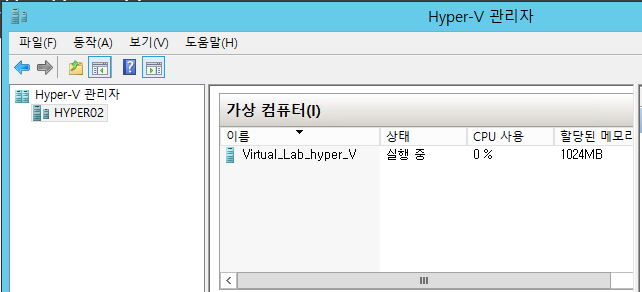 Hyper-V 관리자
파일(F) 동작(A) 보기(V) 도움말(H)
Hyper-V 관리자
HYPER02
가상 컴퓨터(I)
이름 상태 CPU 사용 할당된 메모리
Virtual_Lab_hyper_V 실행 중 0 % 1024MB